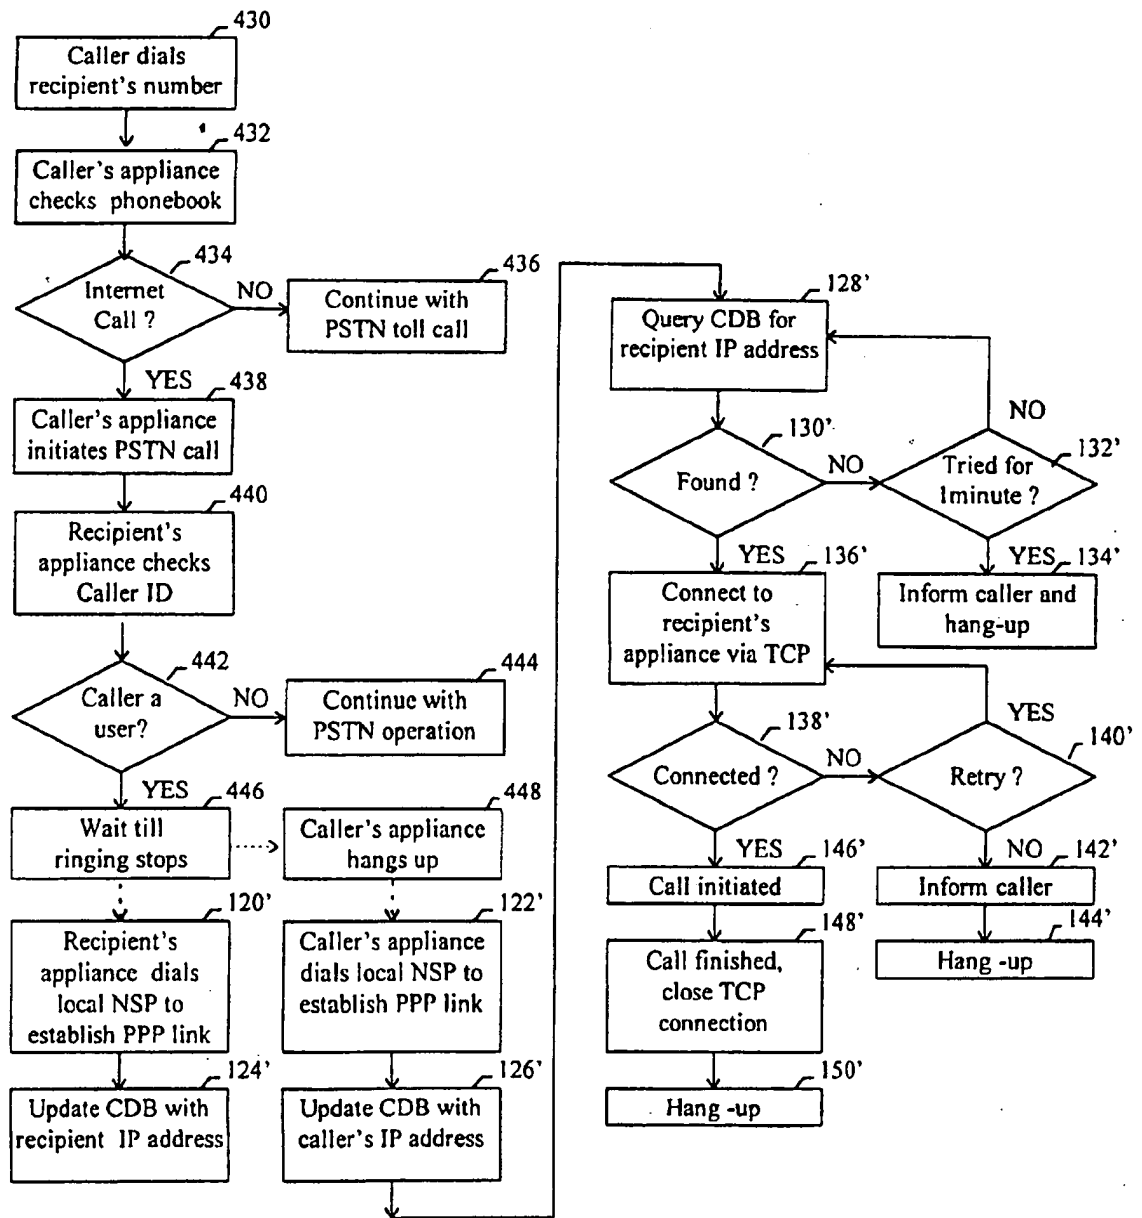 430
Caller dials
recipient's number
432
Caller's appliance
checks phonebook
434
Internet
Call ?
NO
436
Continue with
PSTN toll call
YES
438
Caller's appliance
initiates PSTN call
440
Recipient's
appliance checks
Caller ID
442
Caller a
user?
NO
444
Continue with
PSTN operation
YES
446
Wait till
ringing stops
448
Caller's appliance
hangs up
120'
Recipient's
appliance dials
local NSP to
establish PPP link
122'
Caller's appliance
dials local NSP to
establish PPP link
124'
Update CDB with
recipient IP address
126'
Update CDB with
caller's IP address
128'
Query CDB for
recipient IP address
130'
Found ?
NO
132'
Tried for
1minute ?
NO
YES
134'
Inform caller and
hang-up
YES
136'
Connect to
recipient's
appliance via TCP
138'
Connected ?
NO
140'
Retry ?
YES
NO
142'
Inform caller
144'
Hang -up
YES
146'
Call initiated
148'
Call finished,
close TCP
connection
150'
Hang -up